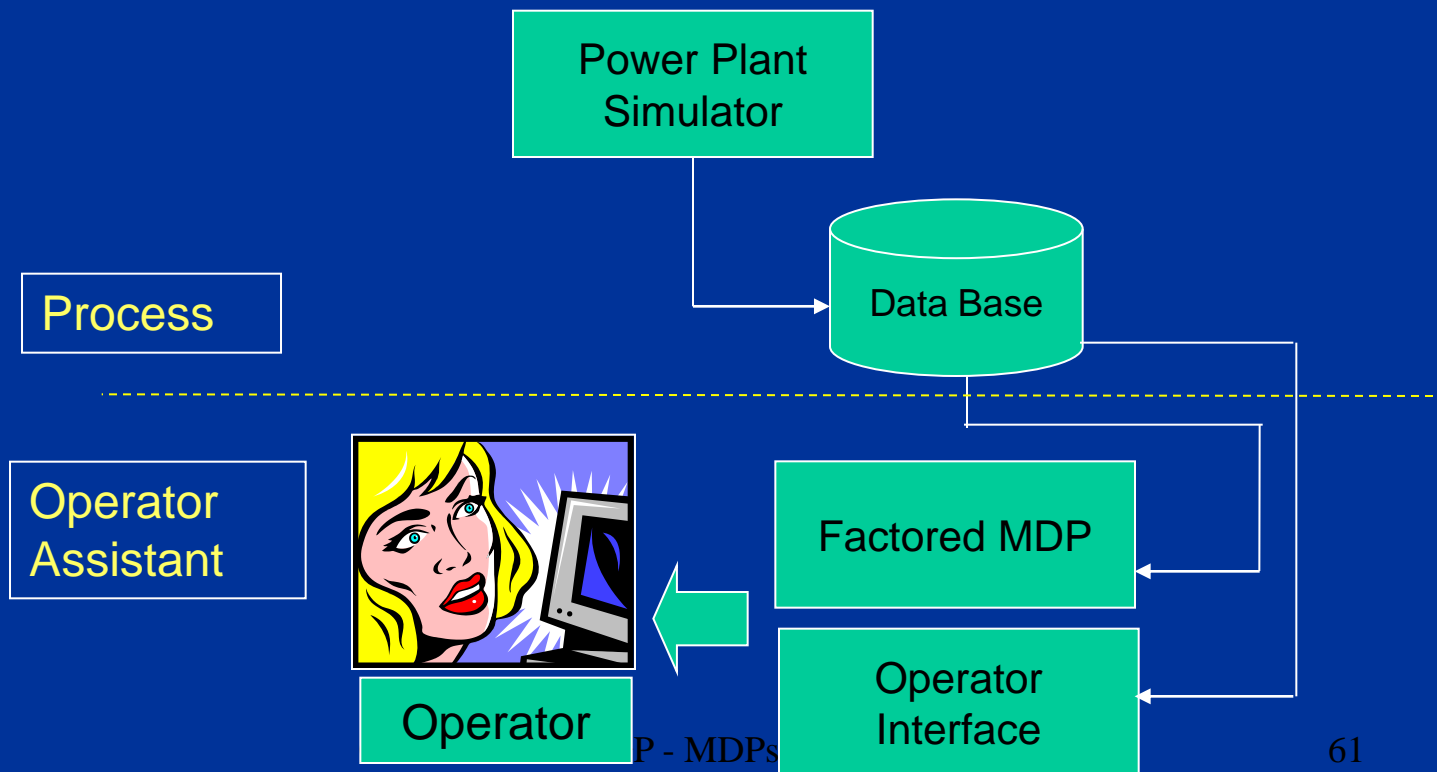 Power Plant
Simulator
Data Base
Process
Operator
Assistant
Factored MDP
Operator
Interface
Operator
P - MDPs
61